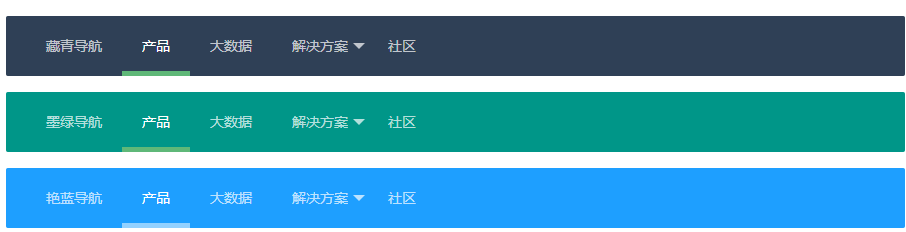 藏青导航 产品 大数据 解决方案 社区
墨绿导航 产品 大数据 解决方案 社区
艳蓝导航 产品 大数据 解决方案 社区